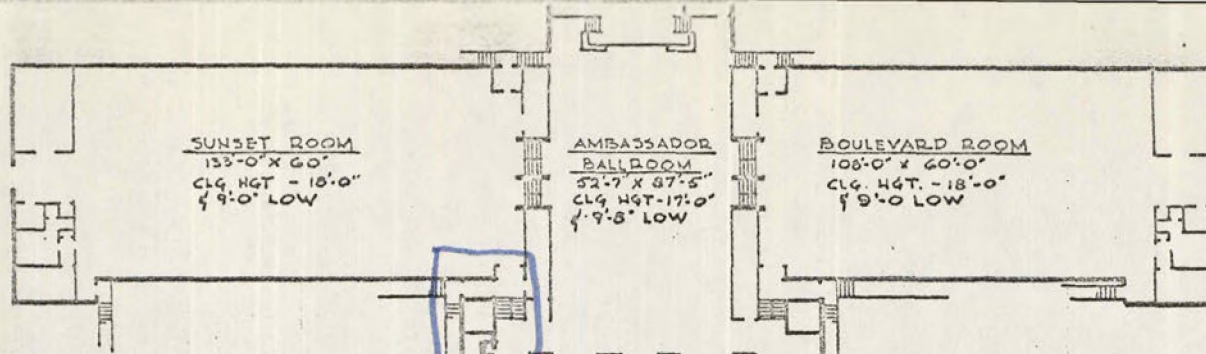 SUNSET ROOM
133'-0" X 60'
CLG HGT - 18'-0"
& 9'-0" LOW
AMBASSADOR
BALLROOM
52'-7" X 87'-5"
CLG HGT-17'-0"
& 9'-8" LOW
BOULEVARD ROOM
108'-0" X 60'-0"
CLG. HGT. - 18'-0"
& 9'-0 LOW